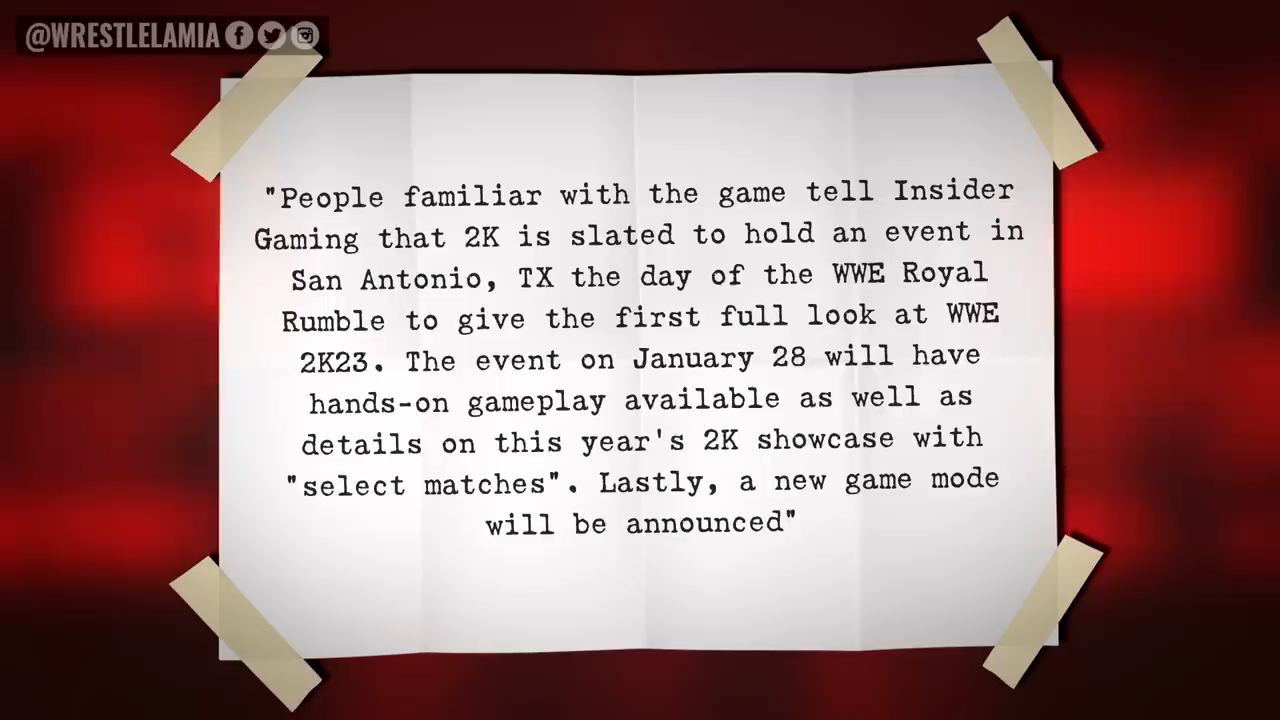 @WRESTLELAMIA
"People familiar with the game tell Insider
Gaming that 2K is slated to hold an event in
San Antonio, TX the day of the WWE Royal
Rumble to give the first full look at WWE
2K23. The event on January 28 will have
hands-on gameplay available as well as
details on this year's 2K showcase with
"select matches". Lastly, a new game mode
will be announced"